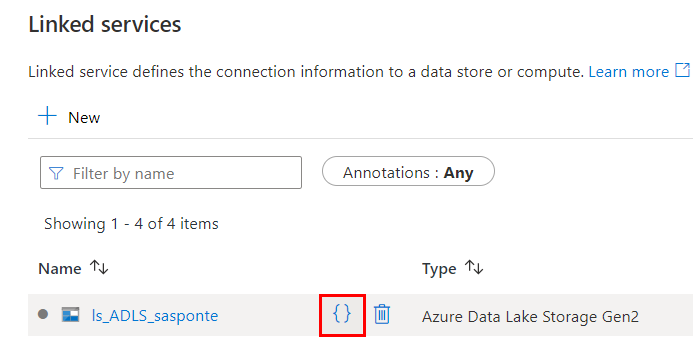 Linked services
Linked service defines the connection information to a data store or compute. Learn more
New
Filter by name
Annotations : Any
Showing 1 - 4 of 4 items
Name Type
ls_ADLS_sasponte {} Azure Data Lake Storage Gen2